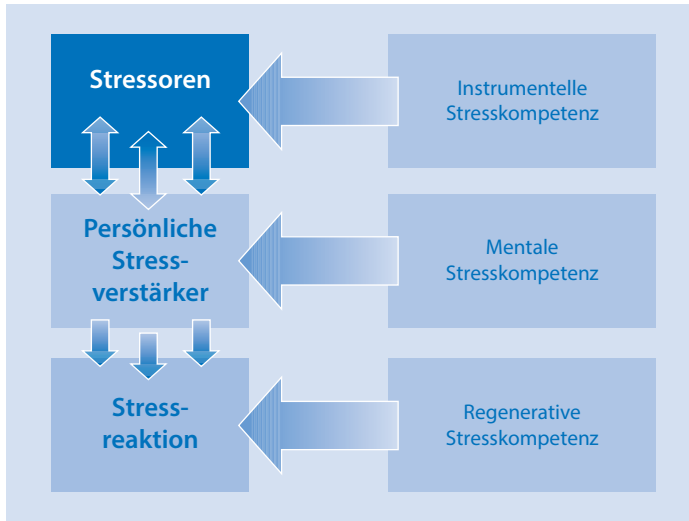 Stressoren
Instrumentelle
Stresskompetenz
Persönliche
Stress-
verstärker
Mentale
Stresskompetenz
Stress-
reaktion
Regenerative
Stresskompetenz